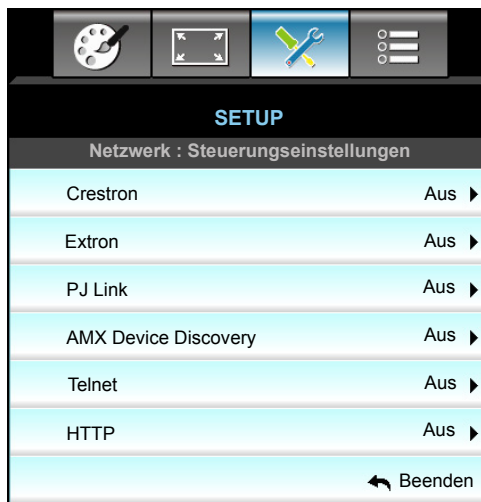 SETUP
Netzwerk : Steuerungseinstellungen
Crestron Aus
Extron Aus
PJ Link Aus
AMX Device Discovery Aus
Telnet Aus
HTTP Aus
Beenden